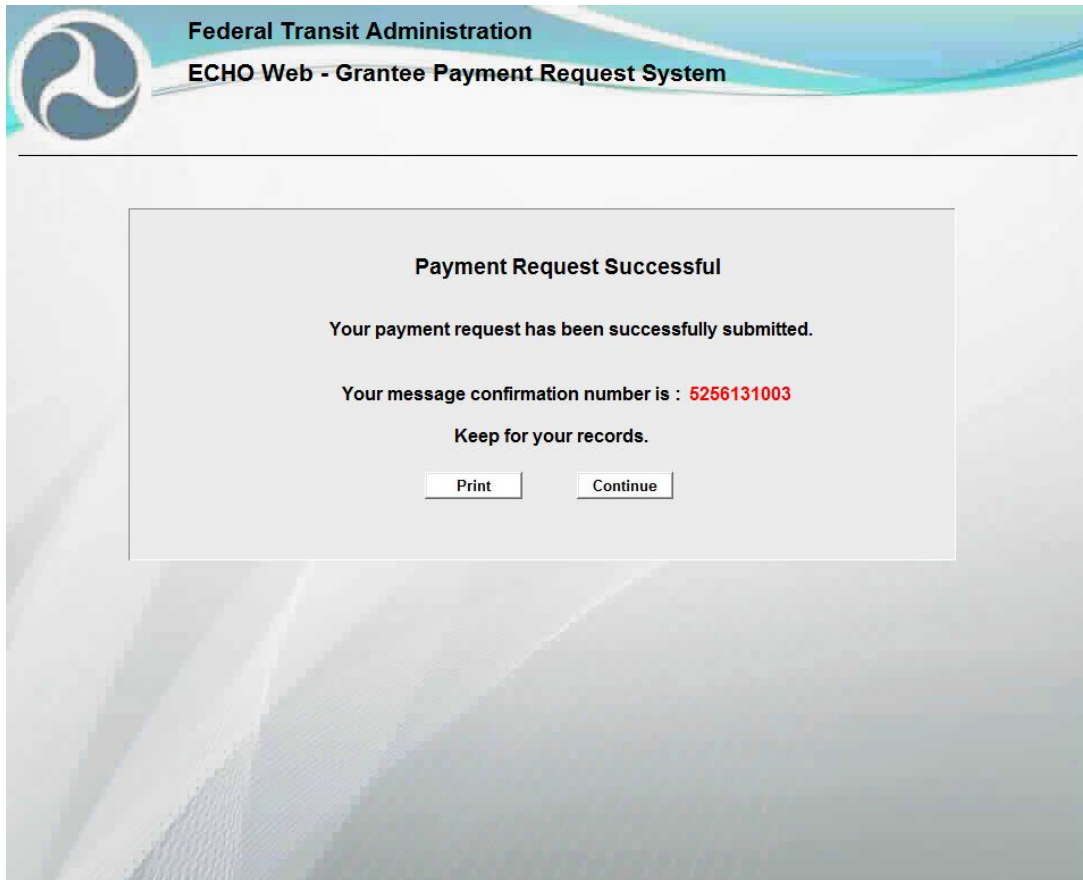 Federal Transit Administration
ECHO Web - Grantee Payment Request System
Payment Request Successful
Your payment request has been successfully submitted.
Your message confirmation number is : 5256131003
Keep for your records.
Print Continue